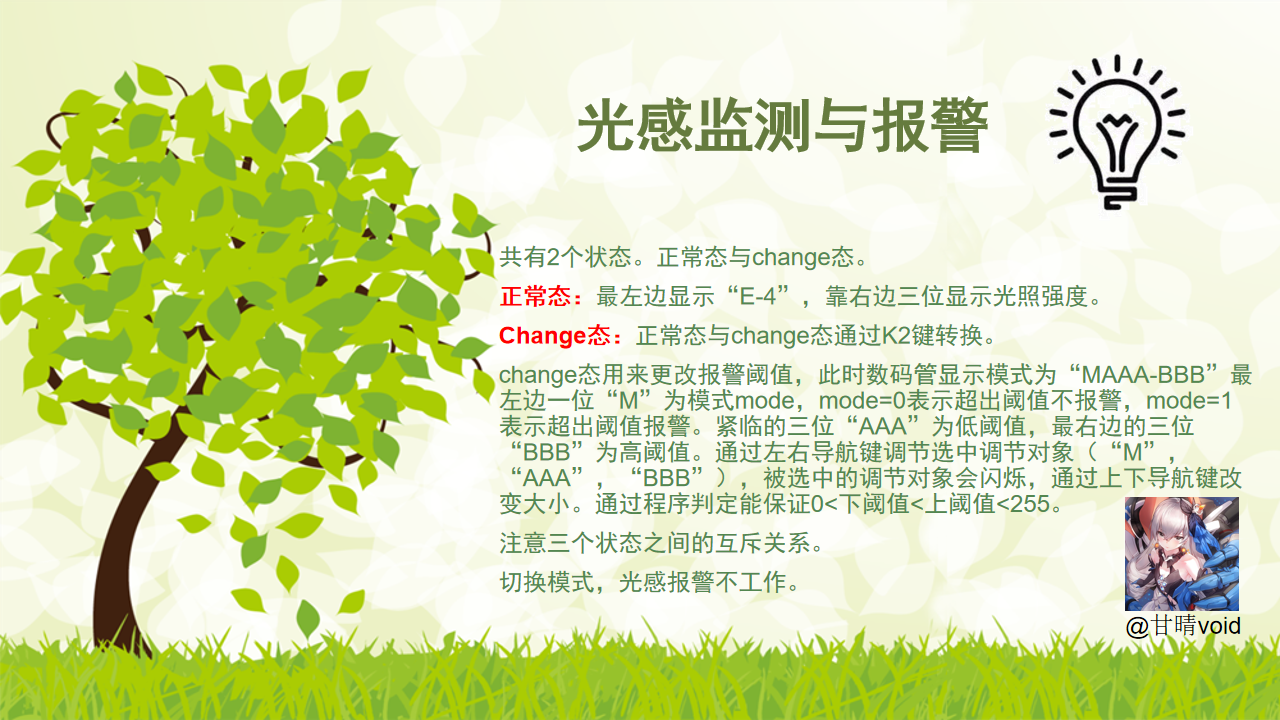 光感监测与报警
共有2个状态。正常态与change态。
正常态：最左边显示“E-4”，靠右边三位显示光照强度。
Change态：正常态与change态通过K2键转换。
change态用来更改报警阈值，此时数码管显示模式为“MAAA-BBB”最
左边一位“M”为模式mode，mode=0表示超出阈值不报警，mode=1
表示超出阈值报警。紧临的三位“AAA”为低阈值，最右边的三位
“BBB”为高阈值。通过左右导航键调节选中调节对象（“M”，
“AAA”，“BBB”），被选中的调节对象会闪烁，通过上下导航键改
变大小。通过程序判定能保证0<下阈值<上阈值<255。
注意三个状态之间的互斥关系。
切换模式，光感报警不工作。
@甘晴void